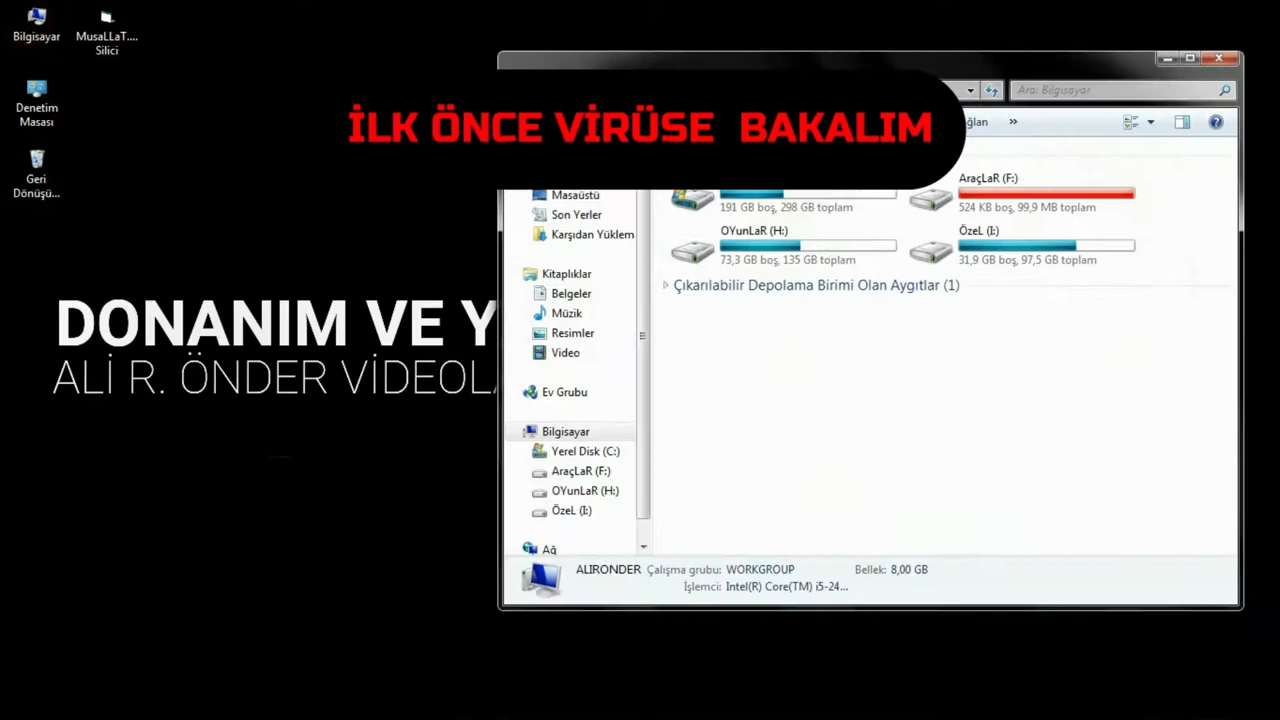 Bilgisayar
MusaLLaT....
Silici
Denetim
Masası
Geri
Dönüşü...
İLK ÖNCE VİRÜSE BAKALIM
DONANIM VE Y
ALİ R. ÖNDER VİDEOLA
Ara: Bilgisayar
ağlan
»
Masaüstü
Son Yerler
Karşıdan Yüklem
Kitaplıklar
Belgeler
Müzik
Resimler
Video
Ev Grubu
Bilgisayar
Yerel Disk (C:)
AraçLaR (F:)
OYunLaR (H:)
ÖzeL (I:)
Ağ
191 GB boş, 298 GB toplam
AraçLaR (F:)
524 KB boş, 99,9 MB toplam
OYunLaR (H:)
73,3 GB boş, 135 GB toplam
ÖzeL (I:)
31,9 GB boş, 97,5 GB toplam
Çıkarılabilir Depolama Birimi Olan Aygıtlar (1)
ALIRONDER Çalışma grubu: WORKGROUP Bellek: 8,00 GB
İşlemci: Intel(R) Core(TM) i5-24...